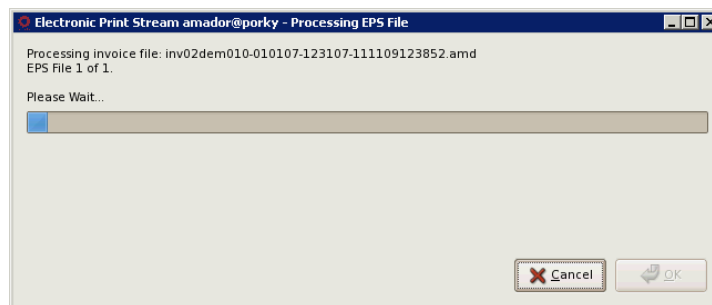 Electronic Print Stream amador@porky - Processing EPS File
Processing invoice file: inv02dem010-010107-123107-111109123852.amd
EPS File 1 of 1.
Please Wait...
Cancel
OK